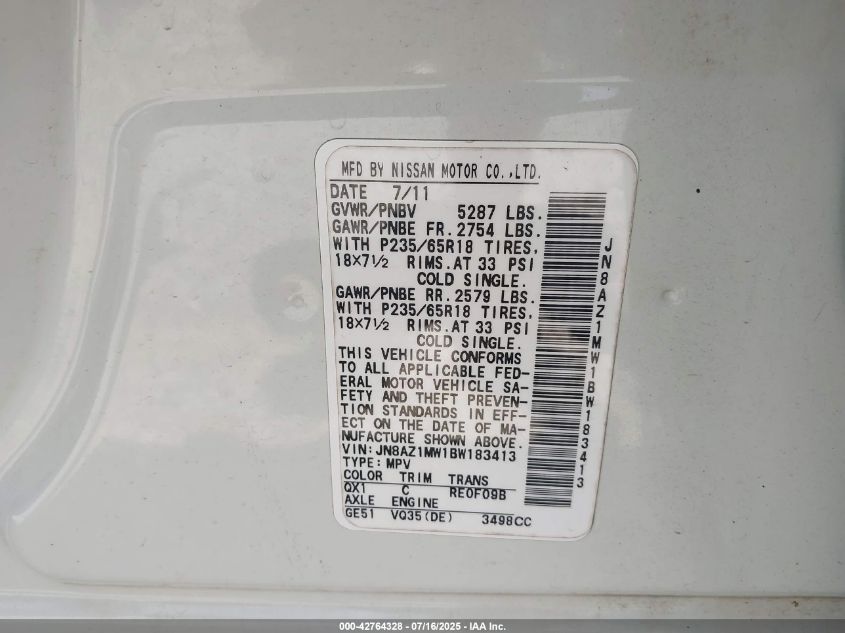 MFD BY NISSAN MOTOR CO.,LTD.
DATE 7/11
GVWR/PNBV 5287 LBS.
GAWR/PNBE FR. 2754 LBS.
WITH P235/65R18 TIRES,
18×7½ RIMS. AT 33 PSI
COLD SINGLE.
GAWR/PNBE RR. 2579 LBS.
WITH P235/65R18 TIRES,
18×7½ RIMS. AT 33 PSI
COLD SINGLE.
THIS VEHICLE CONFORMS
TO ALL APPLICABLE FED-
ERAL MOTOR VEHICLE SA-
FETY AND THEFT PREVEN-
TION STANDARDS IN EFF-
ECT ON THE DATE OF MA-
NUFACTURE SHOWN ABOVE.
VIN:JN8AZ1MW1BW183413
TYPE:MPV
COLOR TRIM TRANS
QX1 C RE0F09B
AXLE ENGINE
GE51 VQ35(DE) 3498CC
JN8AZ1MW1BW183413
000-42764328 - 07/16/2025 - IAA Inc.